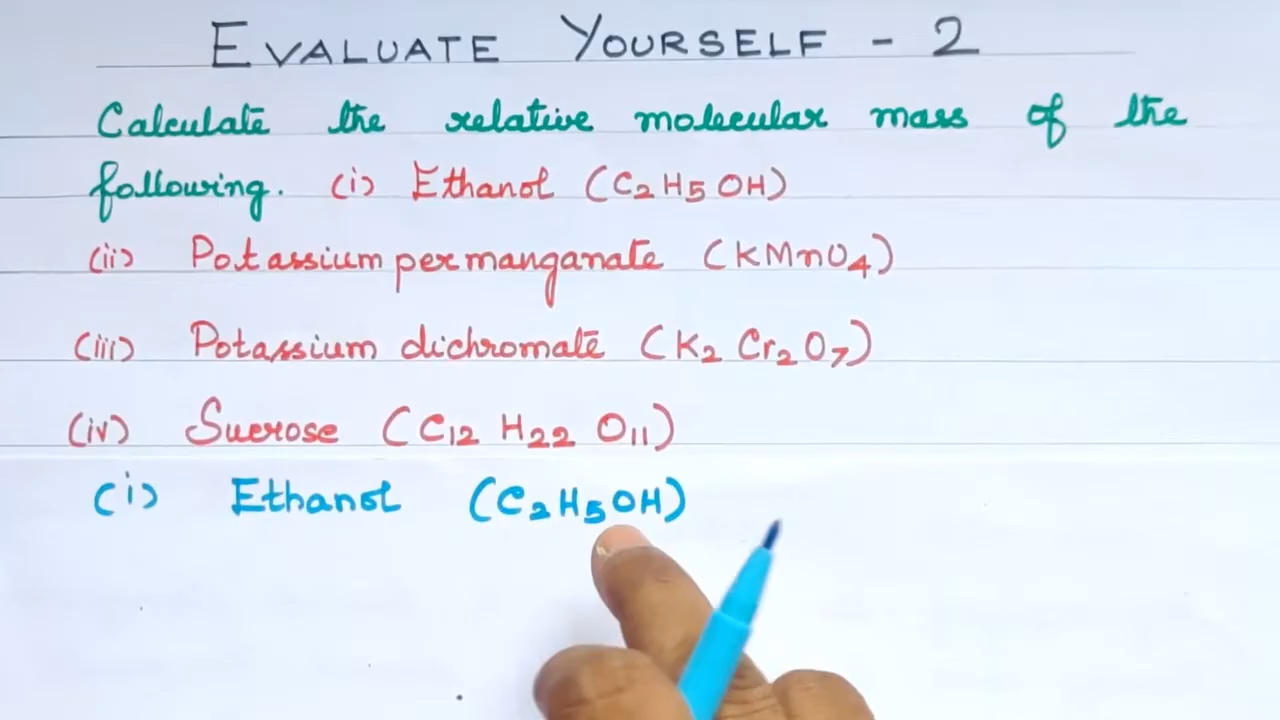 EVALUATE YOURSELF - 2
Calculate the relative molecular mass of the
following. (i) Ethanol (C₂H₅OH)
(ii) Potassium permanganate (KMnO₄)
(iii) Potassium dichromate (K₂Cr₂O₇)
(iv) Sucrose (C₁₂H₂₂O₁₁)
(i) Ethanol (C₂H₅OH)